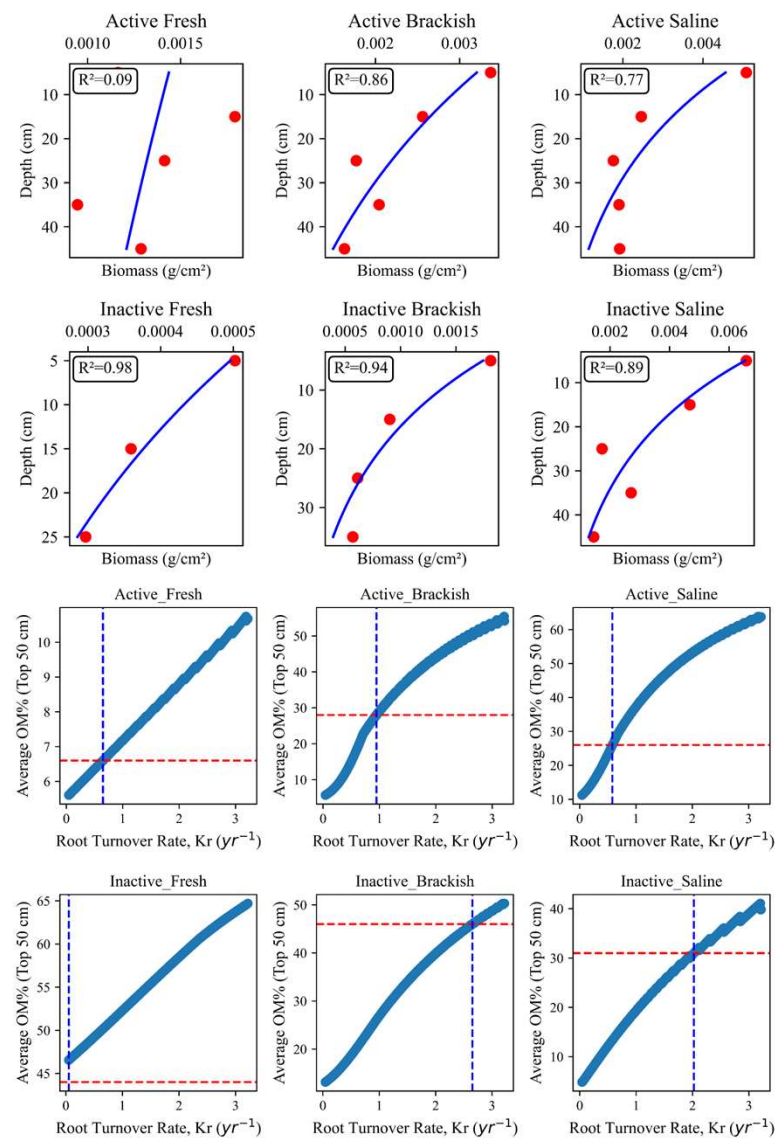 Active Fresh Active Brackish Active Saline
0.0010 0.0015 0.002 0.003 0.002 0.004
R²=0.09 R²=0.86 R²=0.77
10 10 10
20 20 20
30 30 30
40 40 40
Depth (cm) Depth (cm) Depth (cm)
Biomass (g/cm²) Biomass (g/cm²) Biomass (g/cm²)
Inactive Fresh Inactive Brackish Inactive Saline
0.0003 0.0004 0.0005 0.0005 0.0010 0.0015 0.002 0.004 0.006
R²=0.98 R²=0.94 R²=0.89
5 10 10
10 20 20
15 30 30
20 40
25
Depth (cm) Depth (cm) Depth (cm)
Biomass (g/cm²) Biomass (g/cm²) Biomass (g/cm²)
Active_Fresh Active_Brackish Active_Saline
10 50 60
9 40 50
8 30 40
7 20 30
6 10 20
10
Average OM% (Top 50 cm) Average OM% (Top 50 cm) Average OM% (Top 50 cm)
0 1 2 3 0 1 2 3 0 1 2 3
Root Turnover Rate, Kr (yr⁻¹) Root Turnover Rate, Kr (yr⁻¹) Root Turnover Rate, Kr (yr⁻¹)
Inactive_Fresh Inactive_Brackish Inactive_Saline
65 50 40
60 40 30
55 30 20
50 20 10
45
Average OM% (Top 50 cm) Average OM% (Top 50 cm) Average OM% (Top 50 cm)
0 1 2 3 0 1 2 3 0 1 2 3
Root Turnover Rate, Kr (yr⁻¹) Root Turnover Rate, Kr (yr⁻¹) Root Turnover Rate, Kr (yr⁻¹)